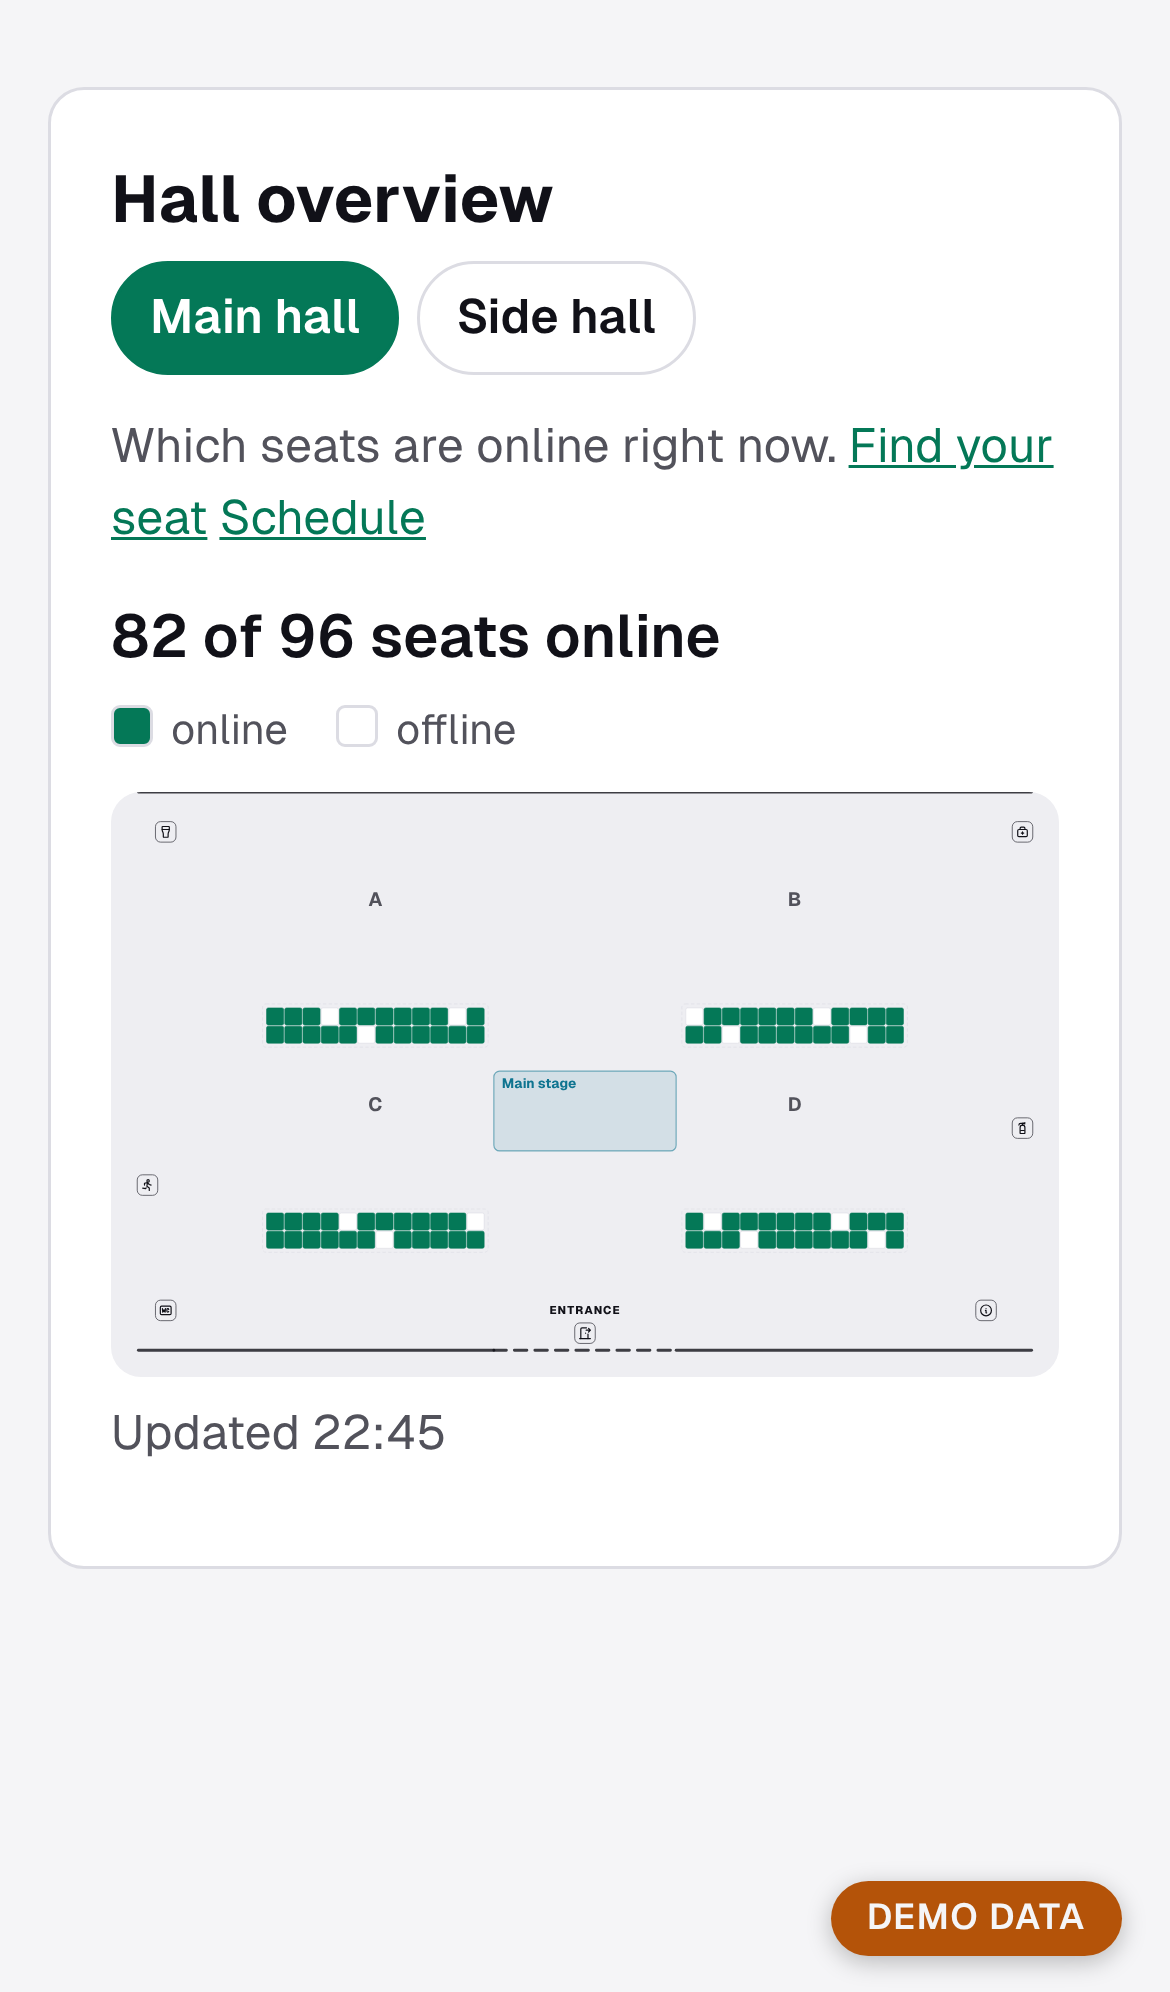 Hall overview
Main hall
Side hall
Which seats are online right now. Find your
seat Schedule
82 of 96 seats online
online
offline
A
B
Main stage
C
D
WC
ENTRANCE
Updated 22:45
DEMO DATA